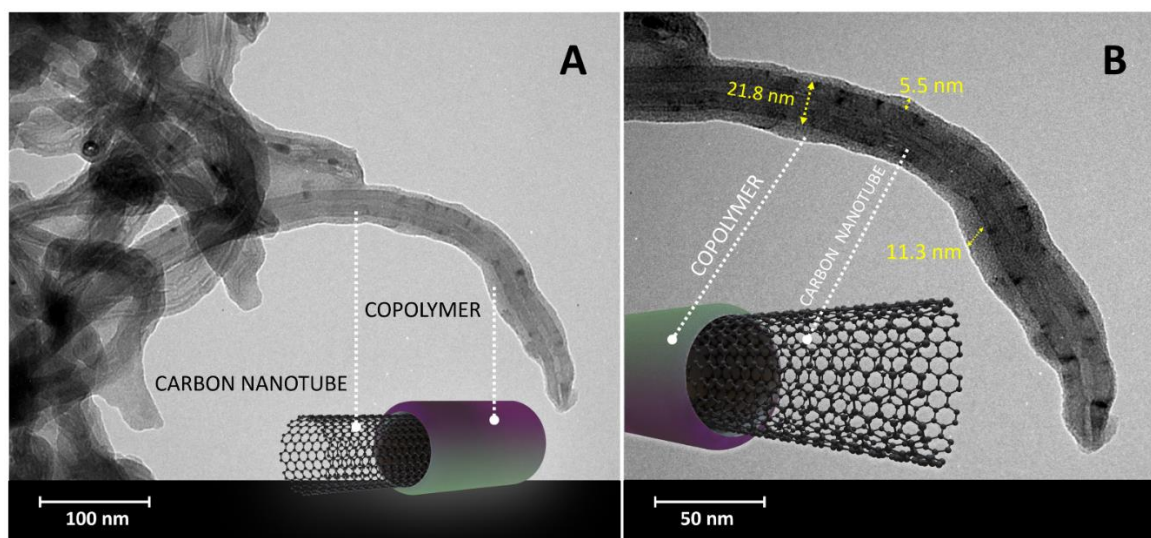 A
COPOLYMER
CARBON NANOTUBE
100 nm
B
5.5 nm
21.8 nm
COPOLYMER
CARBON NANOTUBE
11.3 nm
50 nm